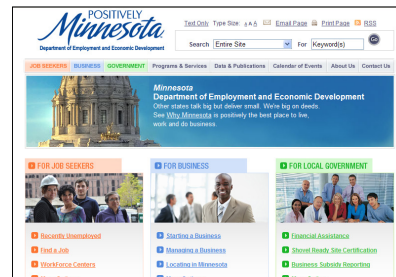 POSITIVELY
Minnesota
Department of Employment and Economic Development
Text Only Type Size: A A A Email Page Print Page RSS
Search Entire Site For Keyword(s) Go
JOB SEEKERS BUSINESS GOVERNMENT Programs & Services Data & Publications Calendar of Events About Us Contact Us
Minnesota
Department of Employment and Economic Development
Other states talk big but deliver small. We're big on deeds.
See Why Minnesota is positively the best place to live,
work and do business.
FOR JOB SEEKERS FOR BUSINESS FOR LOCAL GOVERNMENT
Recently Unemployed Starting a Business Financial Assistance
Find a Job Managing a Business Shovel Ready Site Certification
WorkForce Centers Locating in Minnesota Business Subsidy Reporting